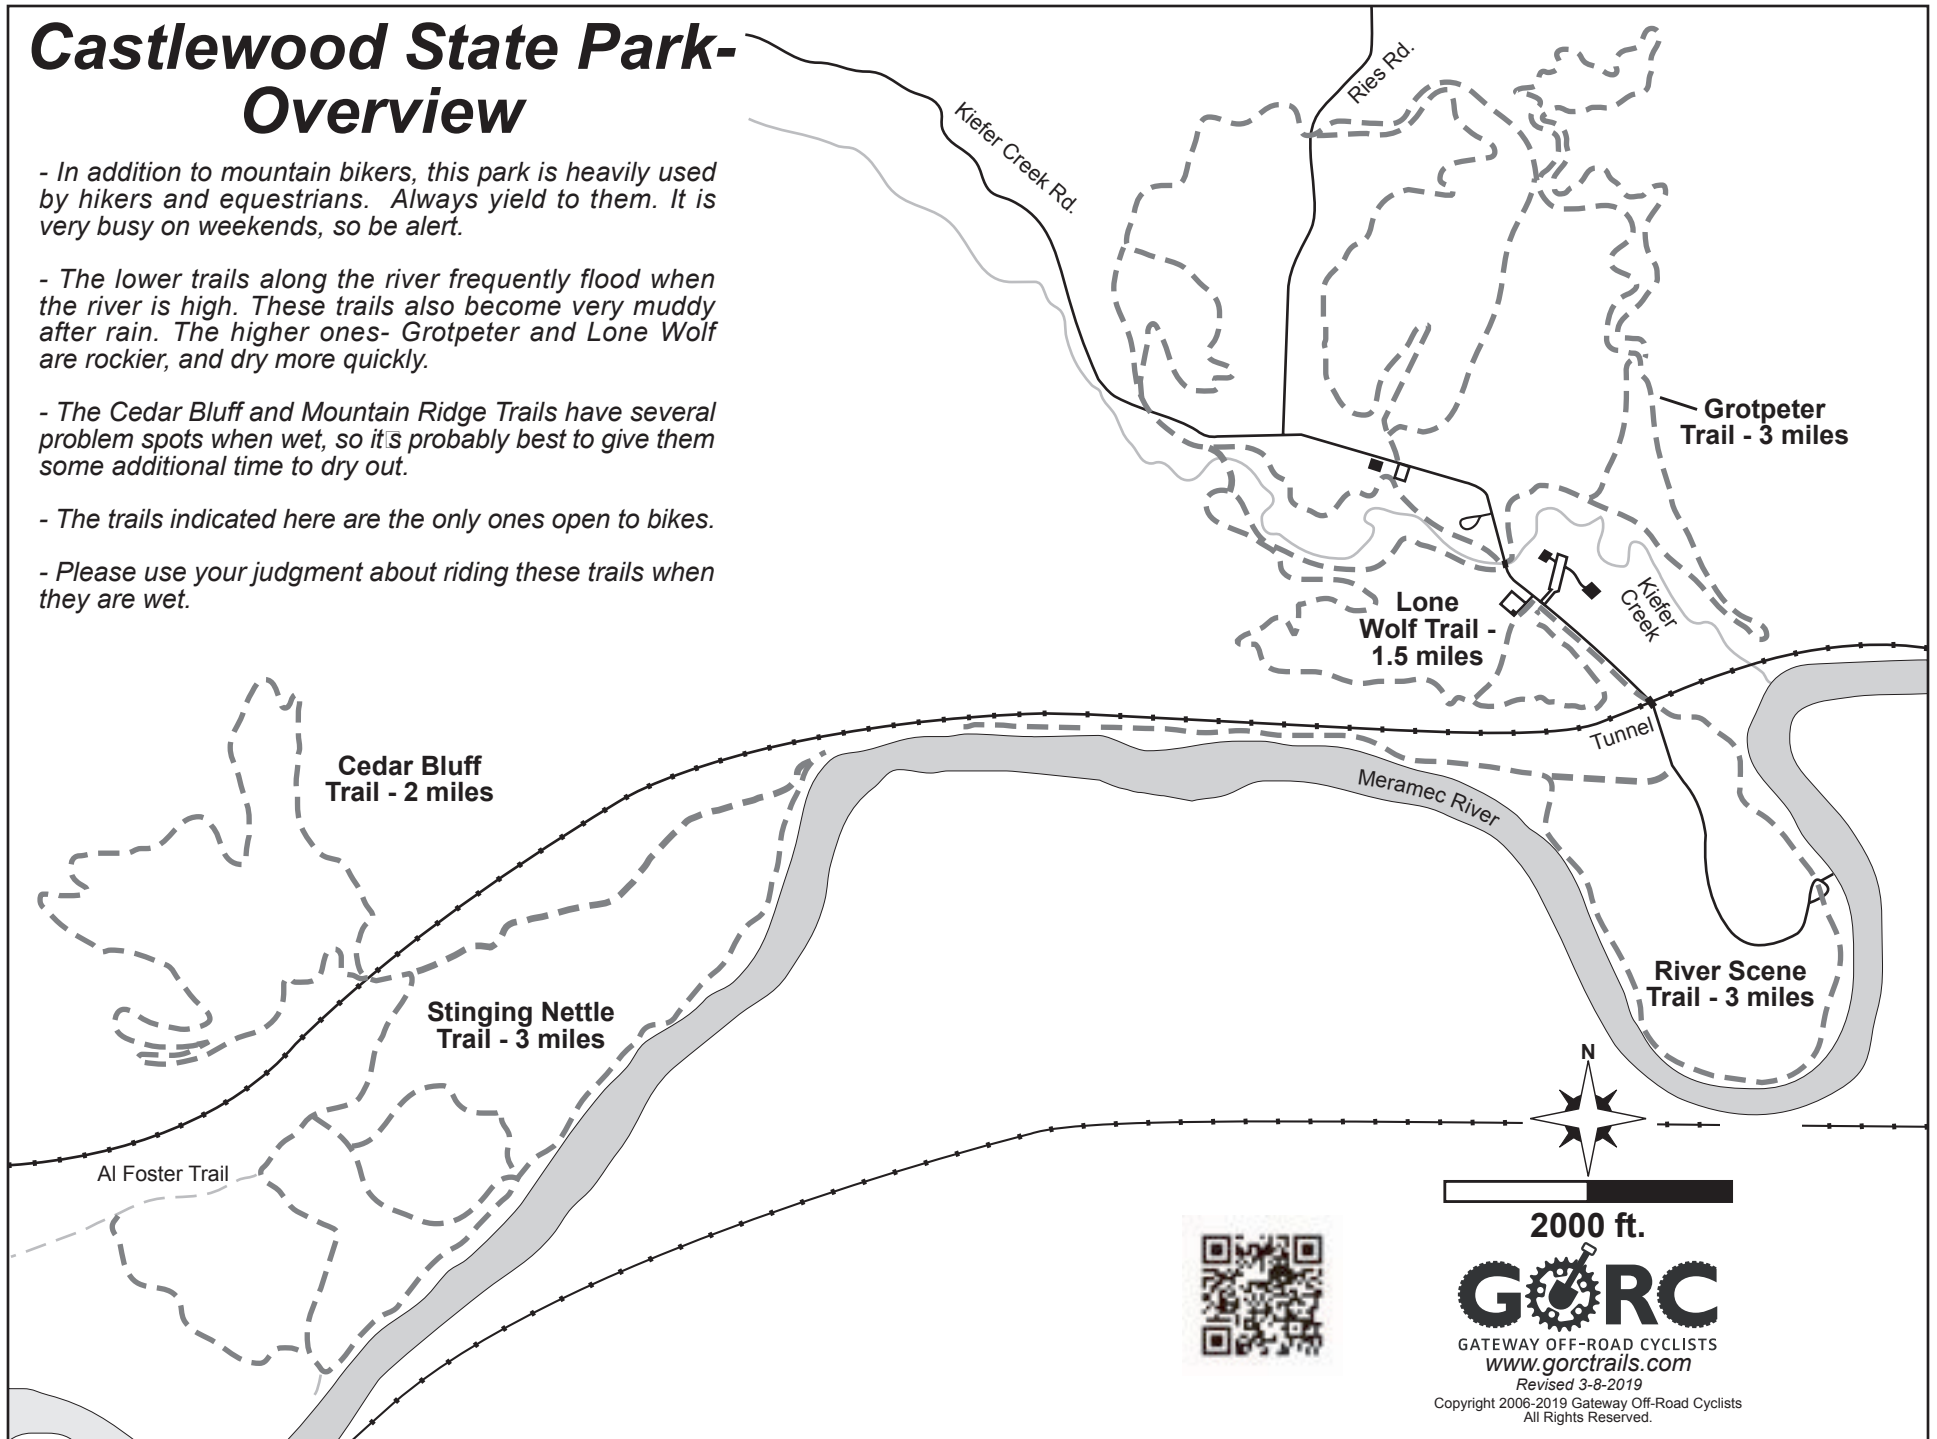 Castlewood State Park-
Overview
- In addition to mountain bikers, this park is heavily used
by hikers and equestrians.  Always yield to them. It is
very busy on weekends, so be alert.
- The lower trails along the river frequently flood when
the river is high. These trails also become very muddy
after rain. The higher ones- Grotpeter and Lone Wolf
are rockier, and dry more quickly.
- The Cedar Bluff and Mountain Ridge Trails have several
problem spots when wet, so it□s probably best to give them
some additional time to dry out.
- The trails indicated here are the only ones open to bikes.
- Please use your judgment about riding these trails when
they are wet.
Kiefer Creek Rd.
Ries Rd.
Grotpeter
Trail - 3 miles
Lone
Wolf Trail -
1.5 miles
Kiefer
Creek
Tunnel
Meramec River
Cedar Bluff
Trail - 2 miles
Stinging Nettle
Trail - 3 miles
River Scene
Trail - 3 miles
Al Foster Trail
N
2000 ft.
GORC
GATEWAY OFF-ROAD CYCLISTS
www.gorctrails.com
Revised 3-8-2019
Copyright 2006-2019 Gateway Off-Road Cyclists
All Rights Reserved.